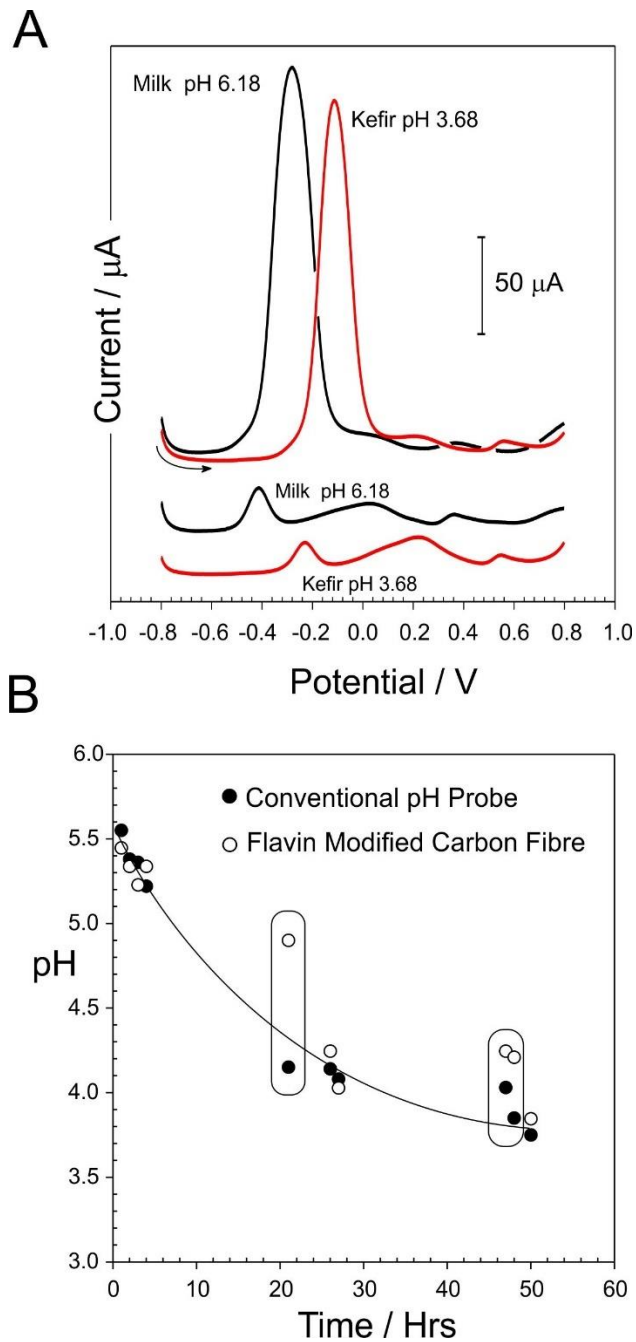 A
Milk pH 6.18
Kefir pH 3.68
Current / μA
50 μA
Milk pH 6.18
Kefir pH 3.68
-1.0 -0.8 -0.6 -0.4 -0.2 0.0 0.2 0.4 0.6 0.8 1.0
Potential / V
B
6.0
Conventional pH Probe
Flavin Modified Carbon Fibre
5.5
5.0
pH
4.5
4.0
3.5
3.0
0 10 20 30 40 50 60
Time / Hrs